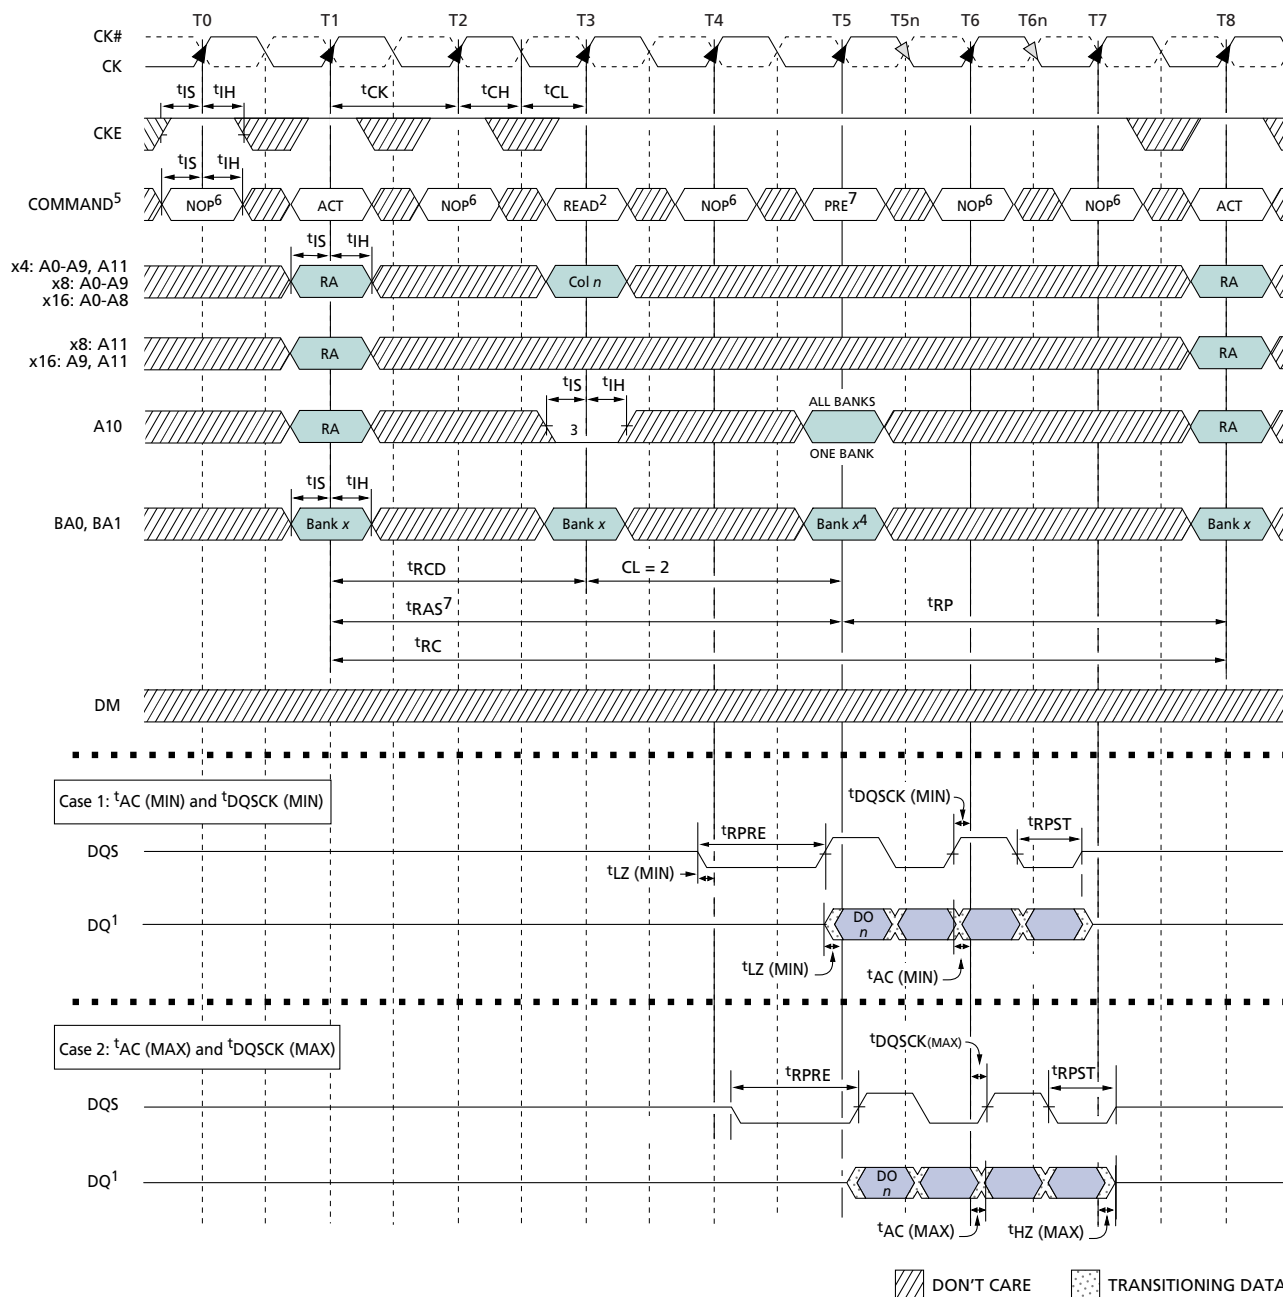 T0 T1 T2 T3 T4 T5 T5n T6 T6n T7 T8
CK#
CK
tIS tIH tCK tCH tCL
CKE
tIS tIH
COMMAND5 NOP6 ACT NOP6 READ2 NOP6 PRE7 NOP6 NOP6 ACT
tIS tIH
x4: A0-A9, A11
x8: A0-A9
x16: A0-A8
RA Col n RA
x8: A11
x16: A9, A11
RA RA
tIS tIH
ALL BANKS
A10 RA 3 RA
ONE BANK
tIS tIH
BA0, BA1 Bank x Bank x Bank x4 Bank x
tRCD CL = 2
tRAS7 tRP
tRC
DM
Case 1: tAC (MIN) and tDQSCK (MIN)
tDQSCK (MIN)
tRPRE tRPST
DQS
tLZ (MIN)
DQ1 DO
n
tLZ (MIN) tAC (MIN)
Case 2: tAC (MAX) and tDQSCK (MAX)
tDQSCK(MAX)
tRPRE tRPST
DQS
DQ1 DO
n
tAC (MAX) tHZ (MAX)
DON'T CARE TRANSITIONING DATA